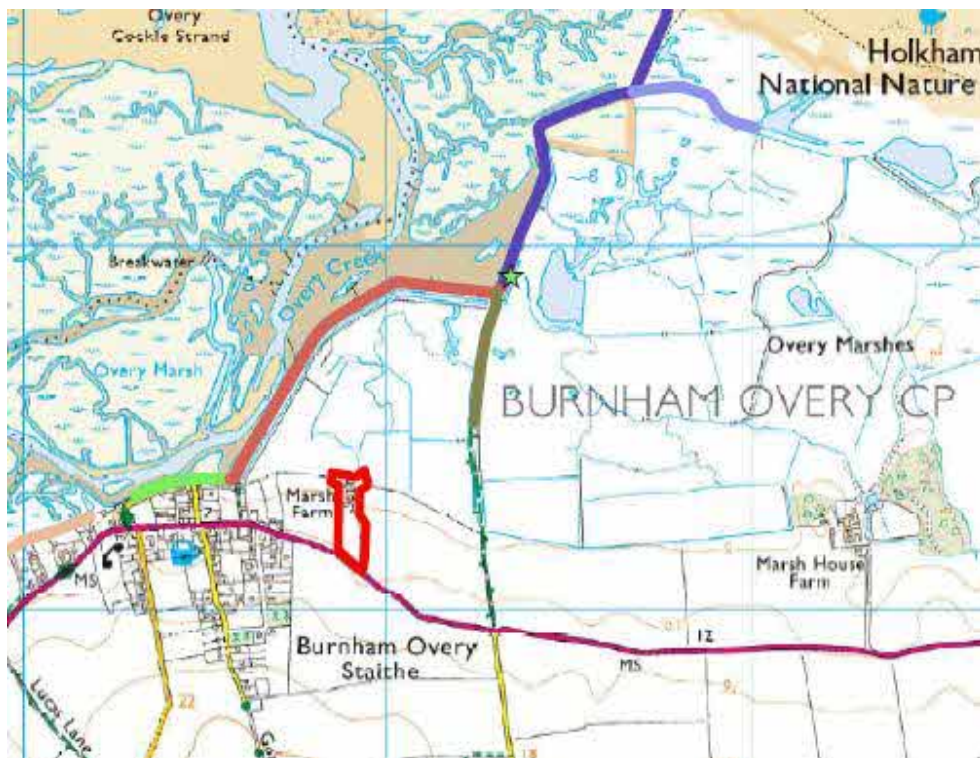 Overy
Cockle Strand
Holkham
National Nature
Breakwater
Overy Creek
Overy Marsh
Overy Marshes
BURNHAM OVERY CP
Marsh
Farm
MS
Marsh House
Farm
Burnham Overy
Staithe
12
MS
Lucas Lane
22
18